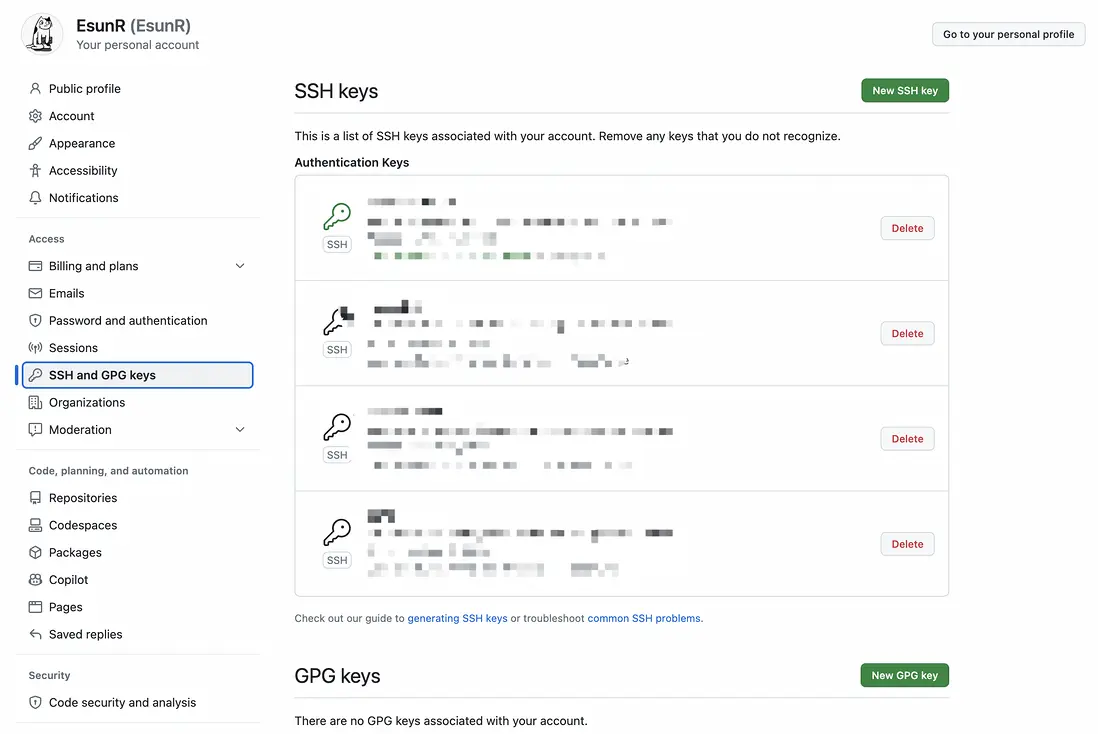 EsunR (EsunR)
Your personal account
Go to your personal profile
Public profile
Account
Appearance
Accessibility
Notifications
Access
Billing and plans
Emails
Password and authentication
Sessions
SSH and GPG keys
Organizations
Moderation
Code, planning, and automation
Repositories
Codespaces
Packages
Copilot
Pages
Saved replies
Security
Code security and analysis
SSH keys
New SSH key
This is a list of SSH keys associated with your account. Remove any keys that you do not recognize.
Authentication Keys
SSH
Delete
SSH
Delete
SSH
Delete
SSH
Delete
Check out our guide to generating SSH keys or troubleshoot common SSH problems.
GPG keys
New GPG key
There are no GPG keys associated with your account.